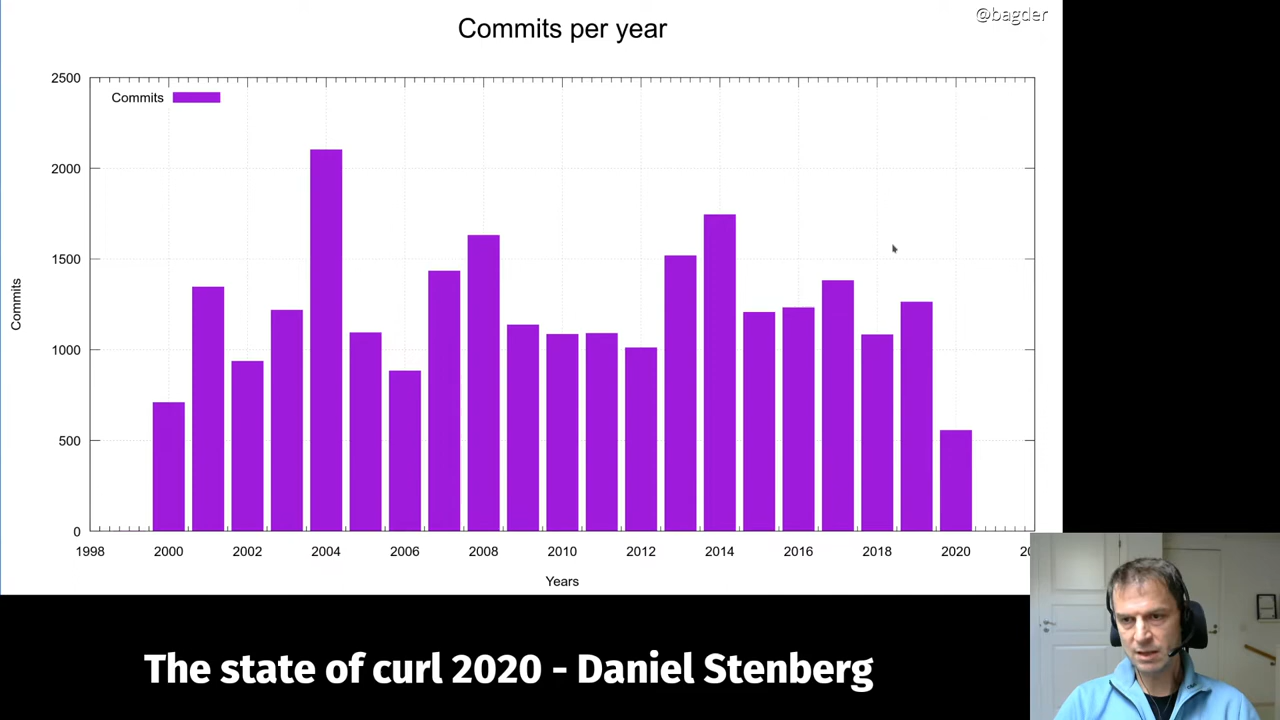 @bagder
Commits per year
2500
Commits
2000
1500
1000
500
0
Commits
1998 2000 2002 2004 2006 2008 2010 2012 2014 2016 2018 2020
Years
The state of curl 2020 - Daniel Stenberg